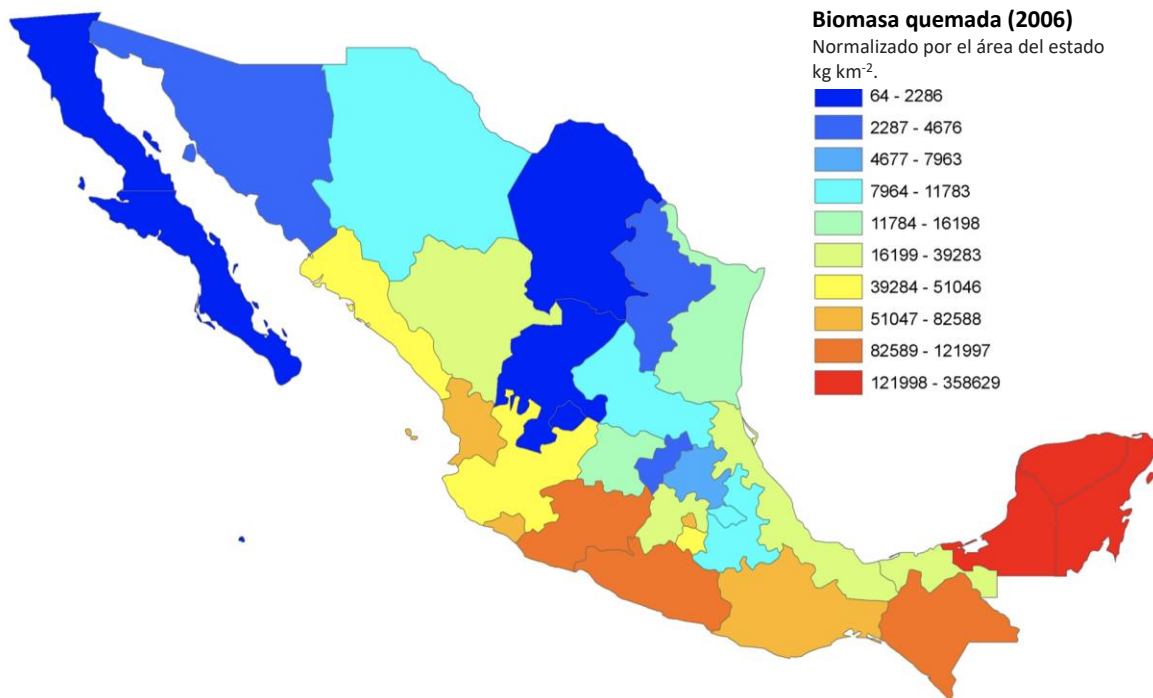 Biomasa quemada (2006)
Normalizado por el área del estado
kg km⁻².
64 - 2286
2287 - 4676
4677 - 7963
7964 - 11783
11784 - 16198
16199 - 39283
39284 - 51046
51047 - 82588
82589 - 121997
121998 - 358629